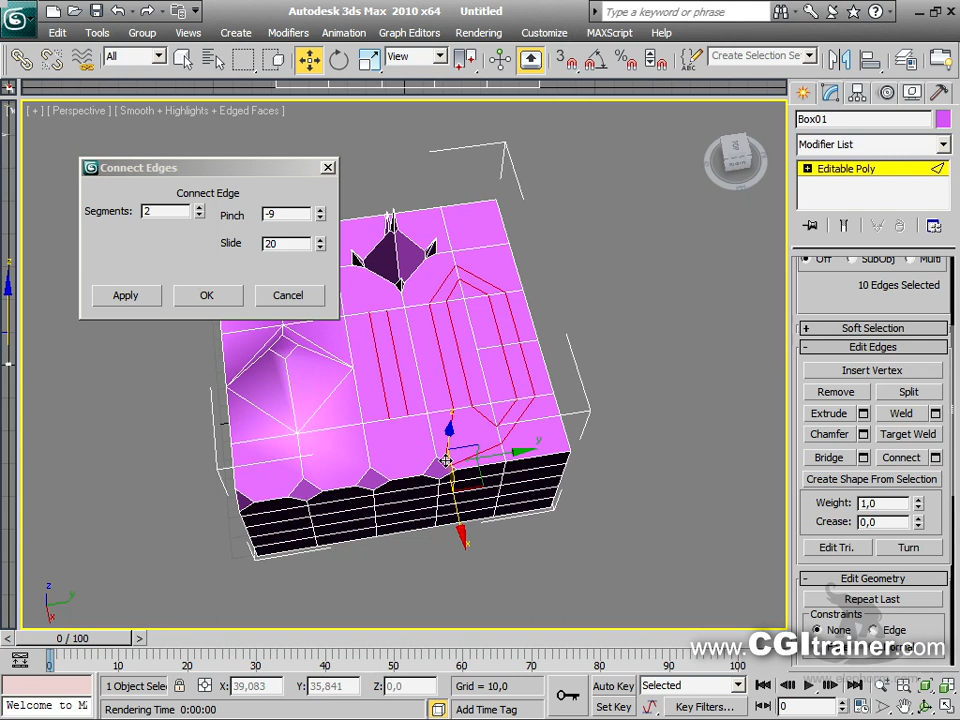 Autodesk 3ds Max 2010 x64 Untitled
Type a keyword or phrase
Edit Tools Group Views Create Modifiers Animation Graph Editors Rendering Customize MAXScript Help
All
View
3
ABC
Create Selection Se
[ + ] [ Perspective ] [ Smooth + Highlights + Edged Faces ]
Box01
Modifier List
Editable Poly
Connect Edges
Connect Edge
Segments: 2
Pinch -9
Slide 20
Apply OK Cancel
TOP
Off SubObj Multi
10 Edges Selected
+ Soft Selection
- Edit Edges
Insert Vertex
Remove Split
Extrude Weld
Chamfer Target Weld
Bridge Connect
Create Shape From Selection
Weight: 1,0
Crease: 0,0
Edit Tri. Turn
- Edit Geometry
Repeat Last
Constraints
None Edge
z
y
x
y
x
www.CGItrainer.com
< 0 / 100 >
0 10 20 30 40 50 60 70 80 90 100
1 Object Selec
X: 39,083
Y: 35,841
Z: 0,0
Grid = 10,0
Auto Key
Selected
Welcome to M
Rendering Time 0:00:00
Add Time Tag
Set Key
Key Filters...
0